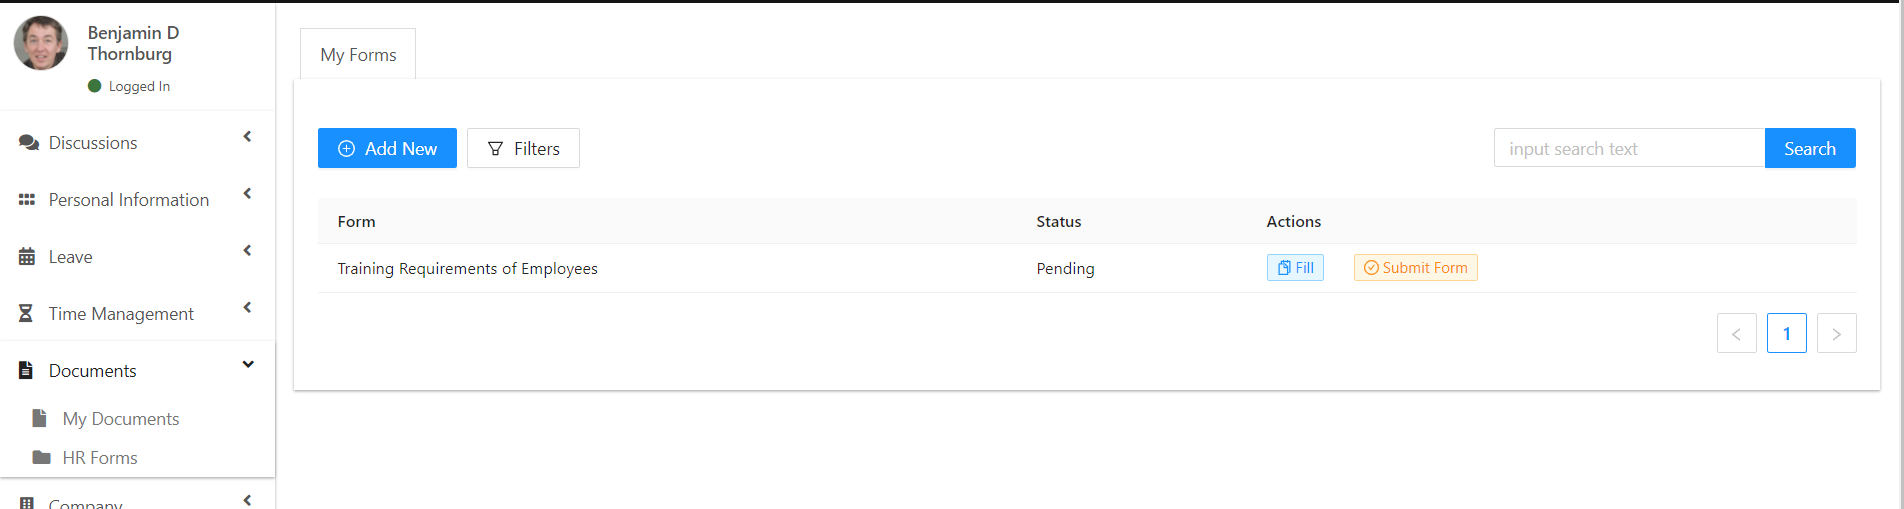 Benjamin D
Thornburg
Logged In
Discussions
Personal Information
Leave
Time Management
Documents
My Documents
HR Forms
Company
My Forms
Add New
Filters
input search text
Search
Form Status Actions
Training Requirements of Employees Pending Fill Submit Form
< 1 >